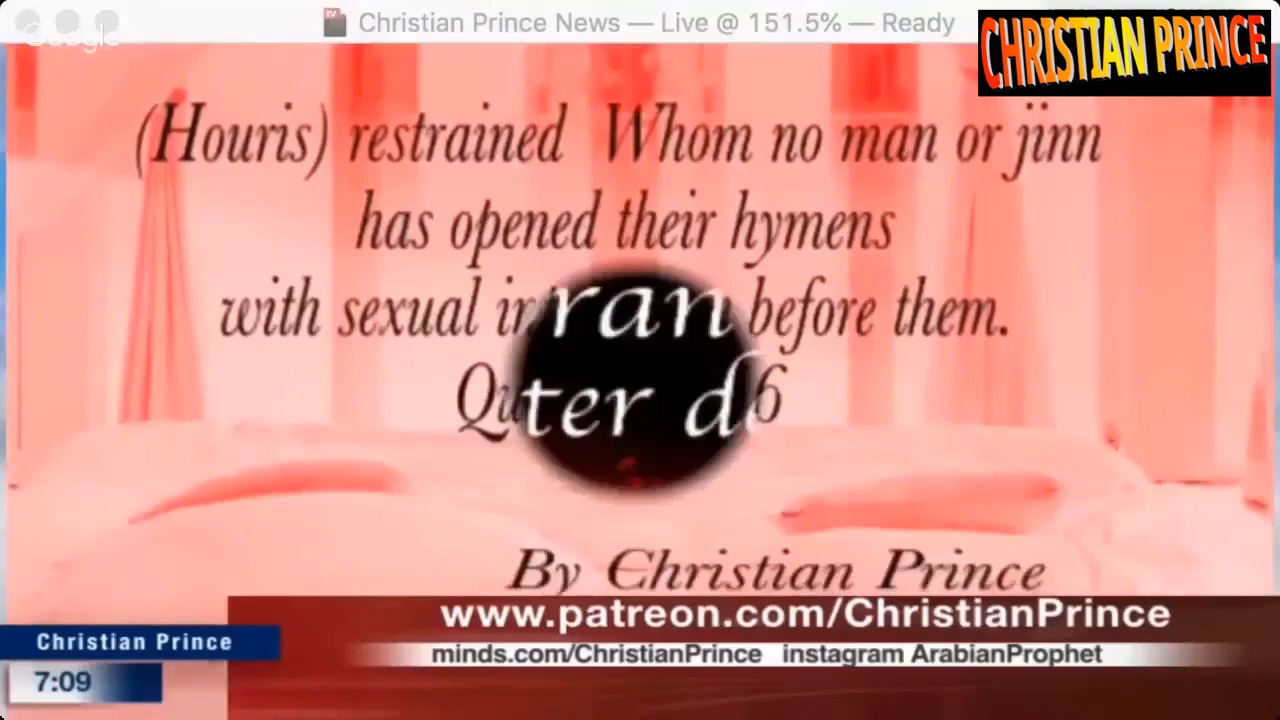 Christian Prince News — Live @ 151.5% — Ready
Google
CHRISTIAN PRINCE
(Houris) restrained Whom no man or jinn
has opened their hymens
with sexual ran before them.
ter 6
By Christian Prince
www.patreon.com/ChristianPrince
Christian Prince
minds.com/ChristianPrince instagram ArabianProphet
7:09